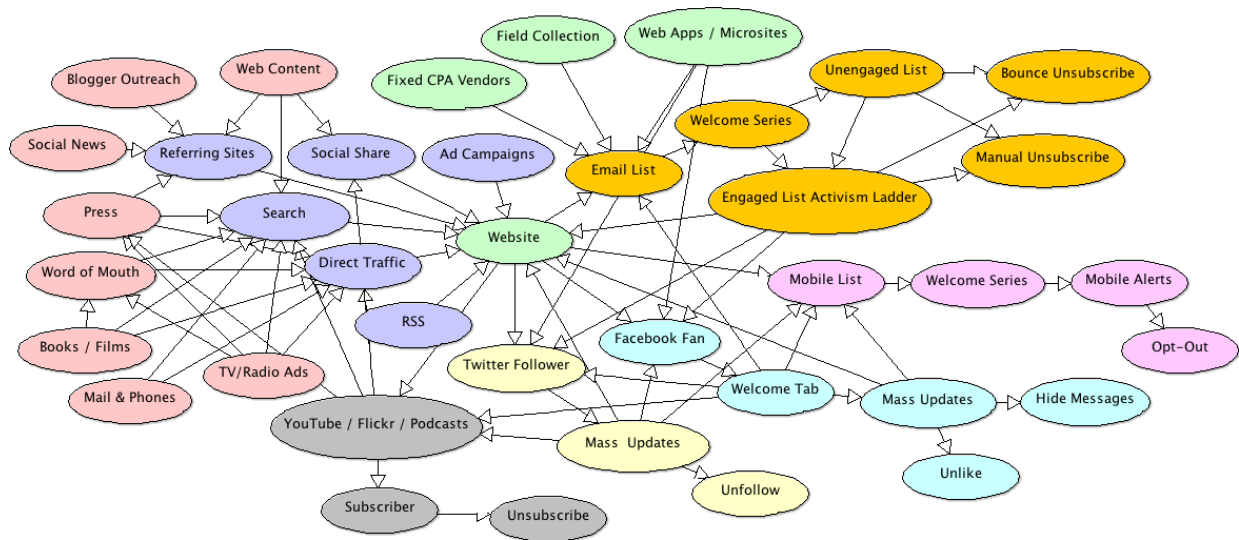 Field Collection
Web Apps / Microsites
Blogger Outreach
Web Content
Fixed CPA Vendors
Unengaged List
Bounce Unsubscribe
Social News
Referring Sites
Social Share
Ad Campaigns
Welcome Series
Email List
Manual Unsubscribe
Press
Search
Engaged List Activism Ladder
Website
Word of Mouth
Direct Traffic
Mobile List
Welcome Series
Mobile Alerts
RSS
Books / Films
Twitter Follower
Facebook Fan
Opt-Out
Mail & Phones
TV/Radio Ads
Welcome Tab
Mass Updates
Hide Messages
YouTube / Flickr / Podcasts
Mass  Updates
Unlike
Unfollow
Subscriber
Unsubscribe